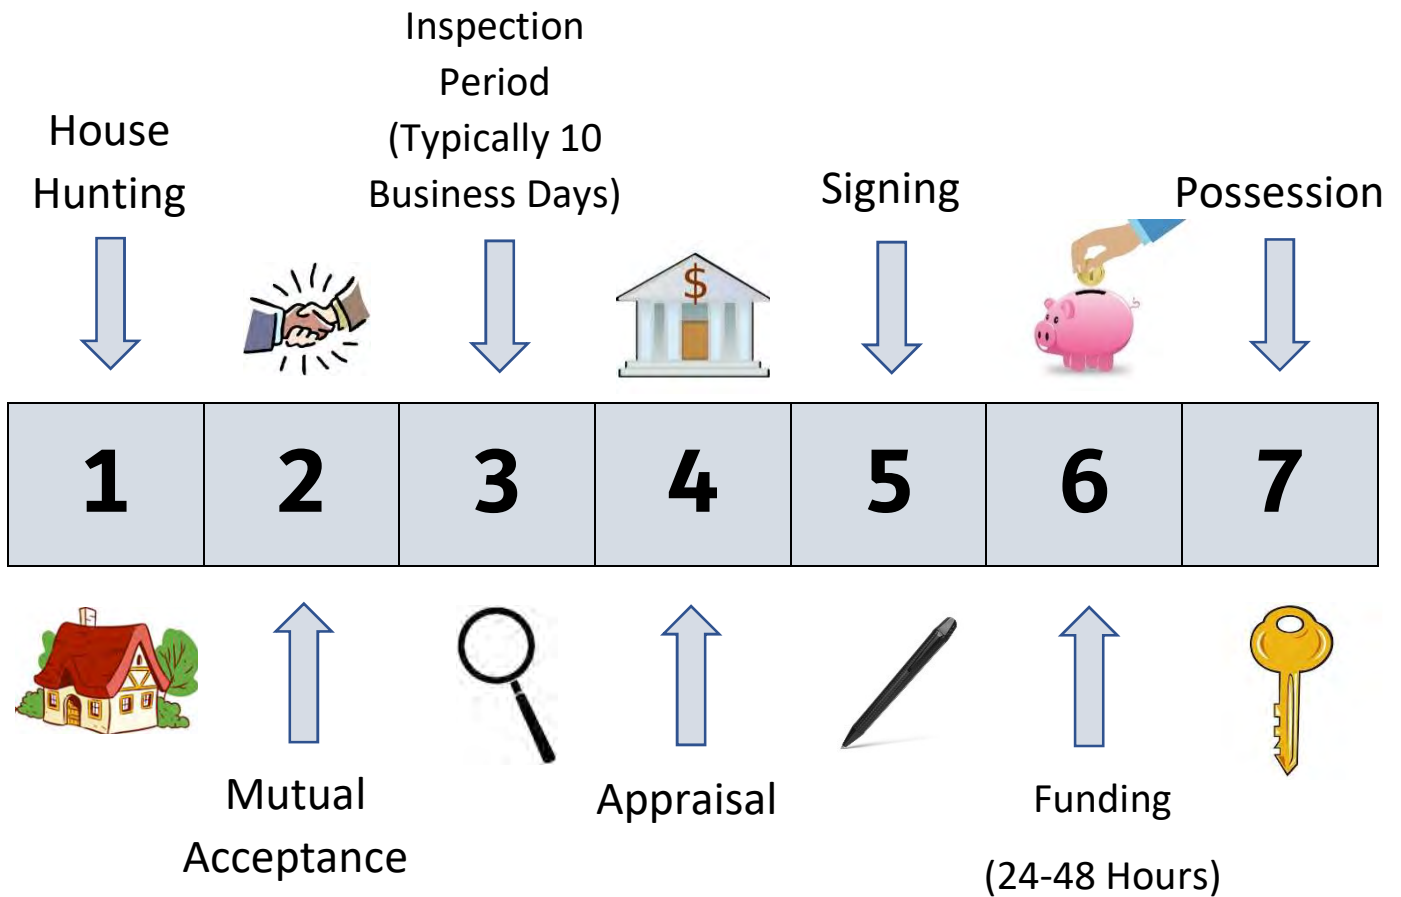 Inspection
Period
(Typically 10
Business Days)
House
Hunting
Signing
Possession
$
1 2 3 4 5 6 7
Mutual
Acceptance
Appraisal
Funding
(24-48 Hours)